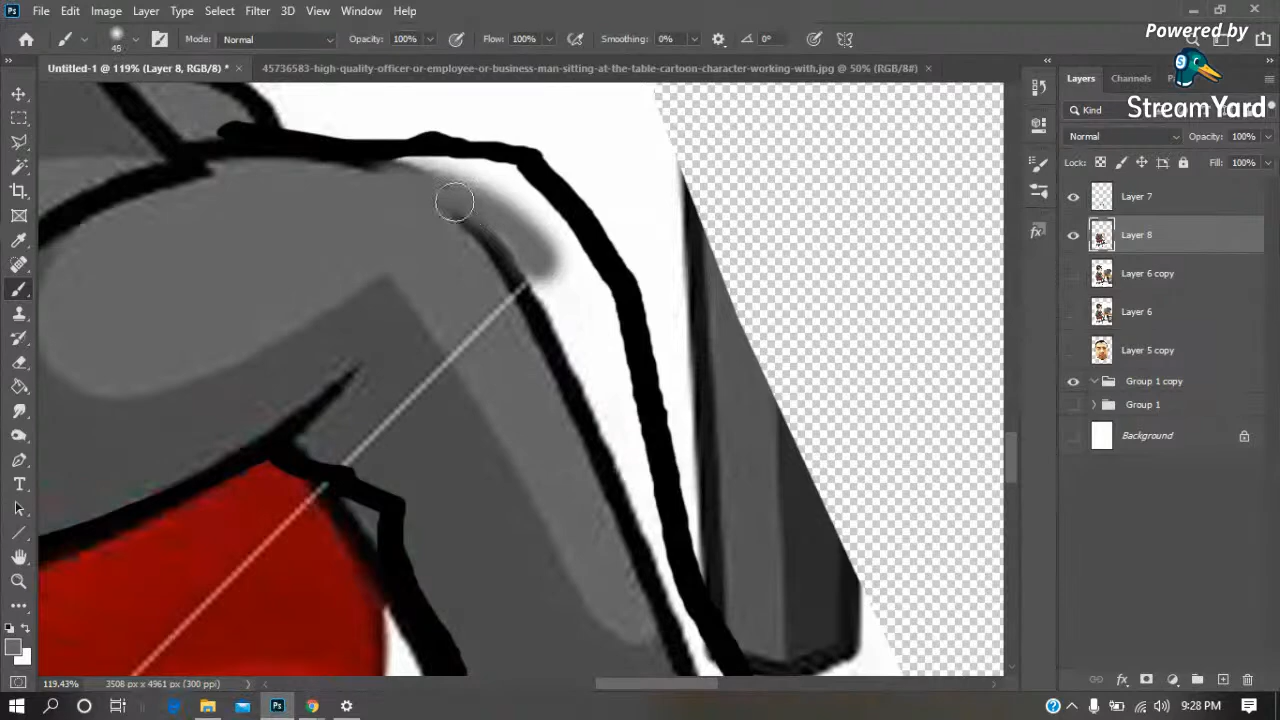 Ps File Edit Image Layer Type Select Filter 3D View Window Help
Powered by
StreamYard
45 Mode: Normal Opacity: 100% Flow: 100% Smoothing: 0% 0°
Untitled-1 @ 119% (Layer 8, RGB/8) * × 45736583-high-quality-officer-or-employee-or-business-man-sitting-at-the-table-cartoon-character-working-with.jpg @ 50% (RGB/8#) ×
Layers Channels
Kind
Normal Opacity: 100%
Lock: Fill: 100%
Layer 7
Layer 8
Layer 6 copy
Layer 6
Layer 5 copy
Group 1 copy
Group 1
Background
fx
119.43% 3508 px x 4961 px (300 ppi)
9:28 PM